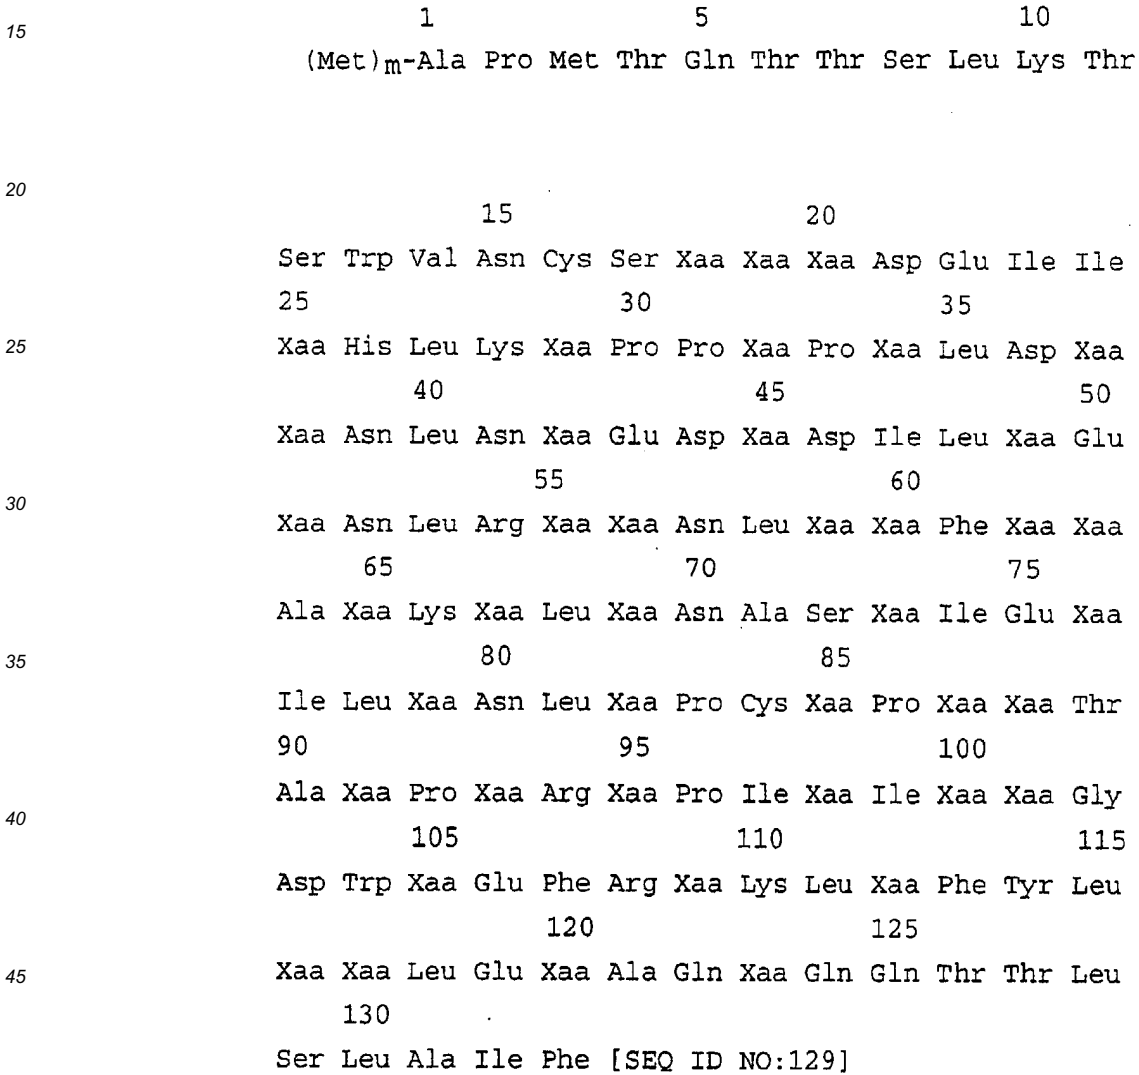 1 5 10
15
(Met)m-Ala Pro Met Thr Gln Thr Thr Ser Leu Lys Thr
20
15 20
Ser Trp Val Asn Cys Ser Xaa Xaa Xaa Asp Glu Ile Ile
25 30 35
25
Xaa His Leu Lys Xaa Pro Pro Xaa Pro Xaa Leu Asp Xaa
40 45 50
Xaa Asn Leu Asn Xaa Glu Asp Xaa Asp Ile Leu Xaa Glu
55 60
30
Xaa Asn Leu Arg Xaa Xaa Asn Leu Xaa Xaa Phe Xaa Xaa
65 70 75
Ala Xaa Lys Xaa Leu Xaa Asn Ala Ser Xaa Ile Glu Xaa
35
80 85
Ile Leu Xaa Asn Leu Xaa Pro Cys Xaa Pro Xaa Xaa Thr
90 95 100
Ala Xaa Pro Xaa Arg Xaa Pro Ile Xaa Ile Xaa Xaa Gly
40
105 110 115
Asp Trp Xaa Glu Phe Arg Xaa Lys Leu Xaa Phe Tyr Leu
120 125
45
Xaa Xaa Leu Glu Xaa Ala Gln Xaa Gln Gln Thr Thr Leu
130
Ser Leu Ala Ile Phe [SEQ ID NO:129]